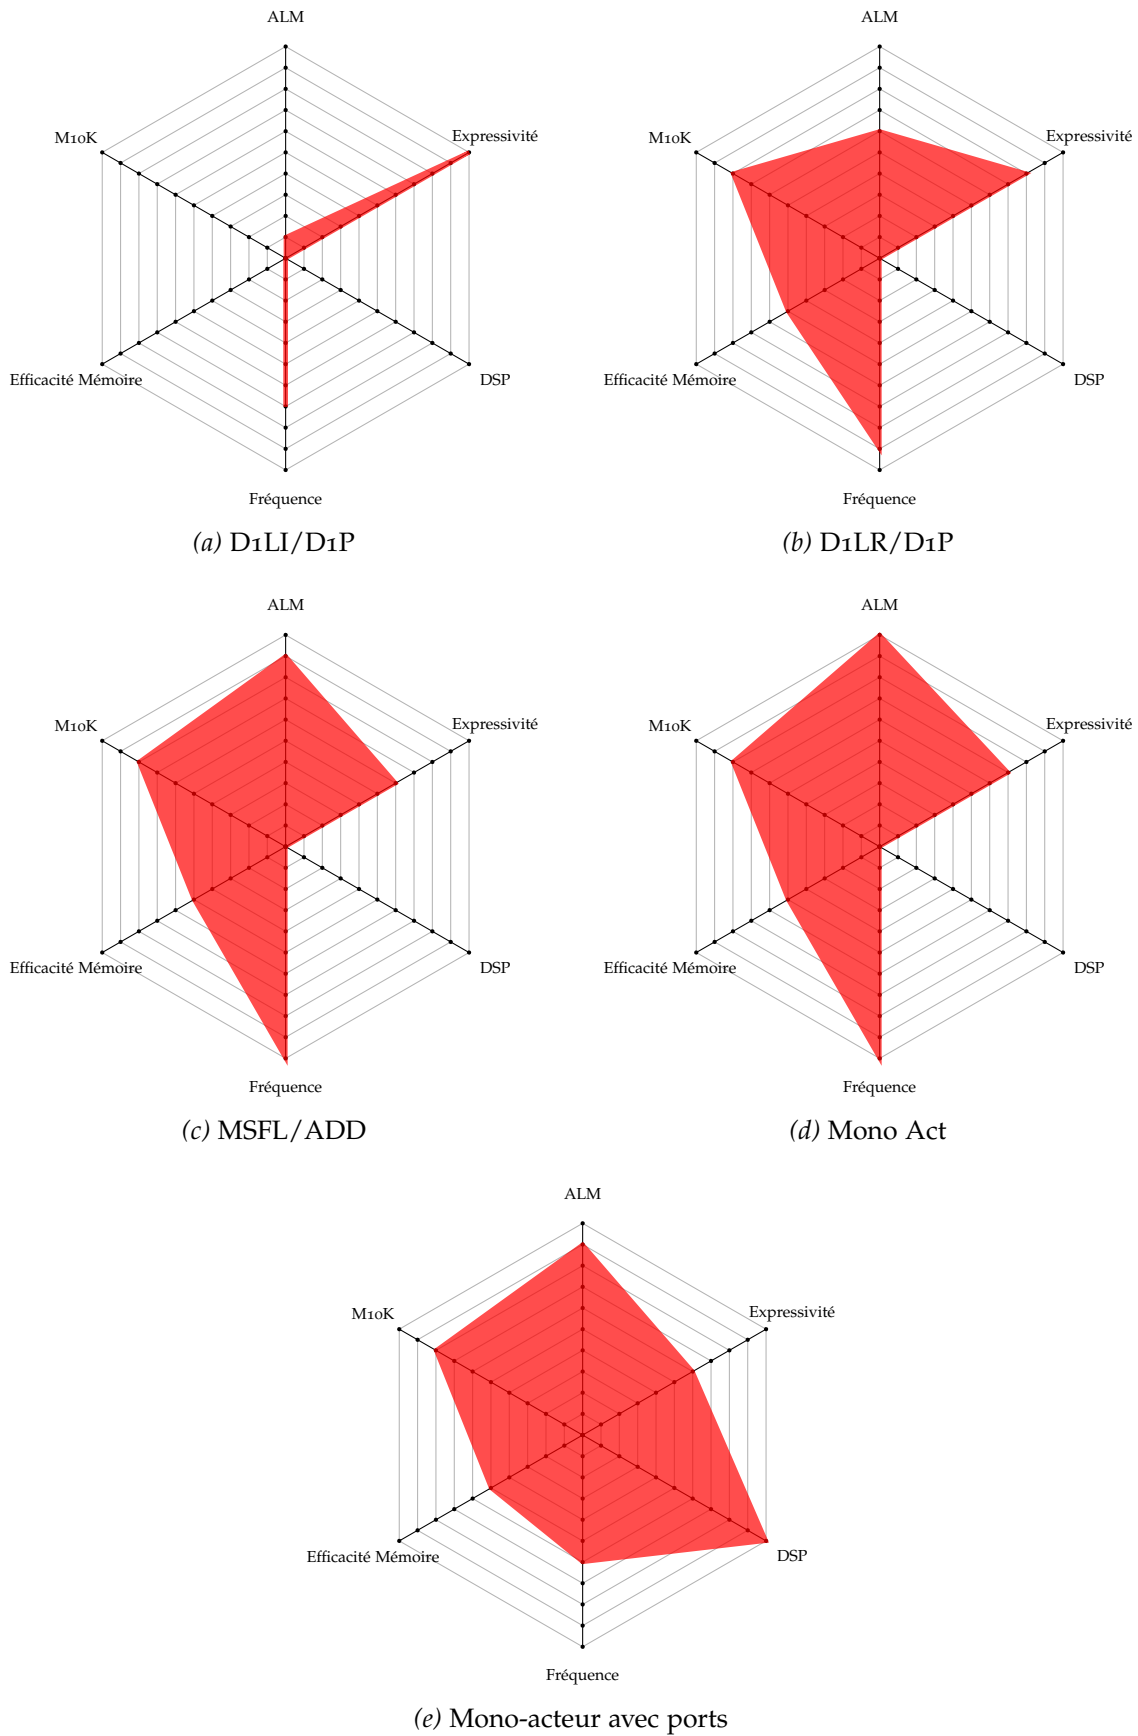 ALM
ALM
Expressivité
Expressivité
M10K
M10K
Efficacité Mémoire
DSP
Efficacité Mémoire
DSP
Fréquence
Fréquence
(a) D1LI/D1P
(b) D1LR/D1P
ALM
ALM
Expressivité
Expressivité
M10K
M10K
Efficacité Mémoire
DSP
Efficacité Mémoire
DSP
Fréquence
Fréquence
(c) MSFL/ADD
(d) Mono Act
ALM
Expressivité
M10K
Efficacité Mémoire
DSP
Fréquence
(e) Mono-acteur avec ports